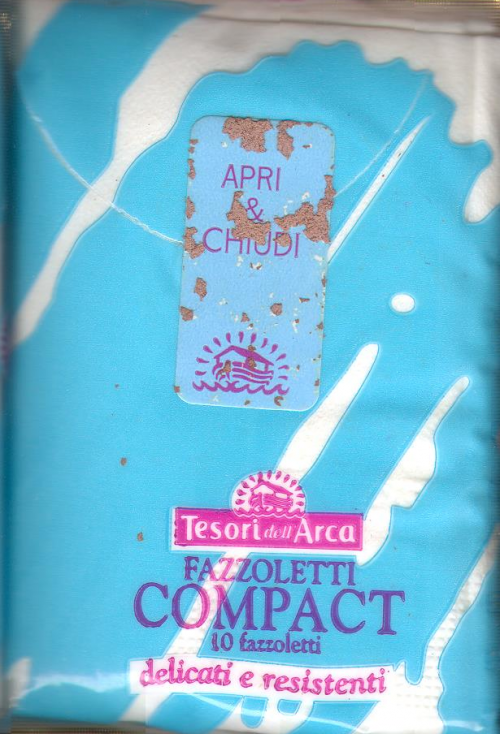 APRI
&
CHIUDI
Tesori dell'Arca
FAZZOLETTI
COMPACT
10 fazzoletti
delicati e resistenti